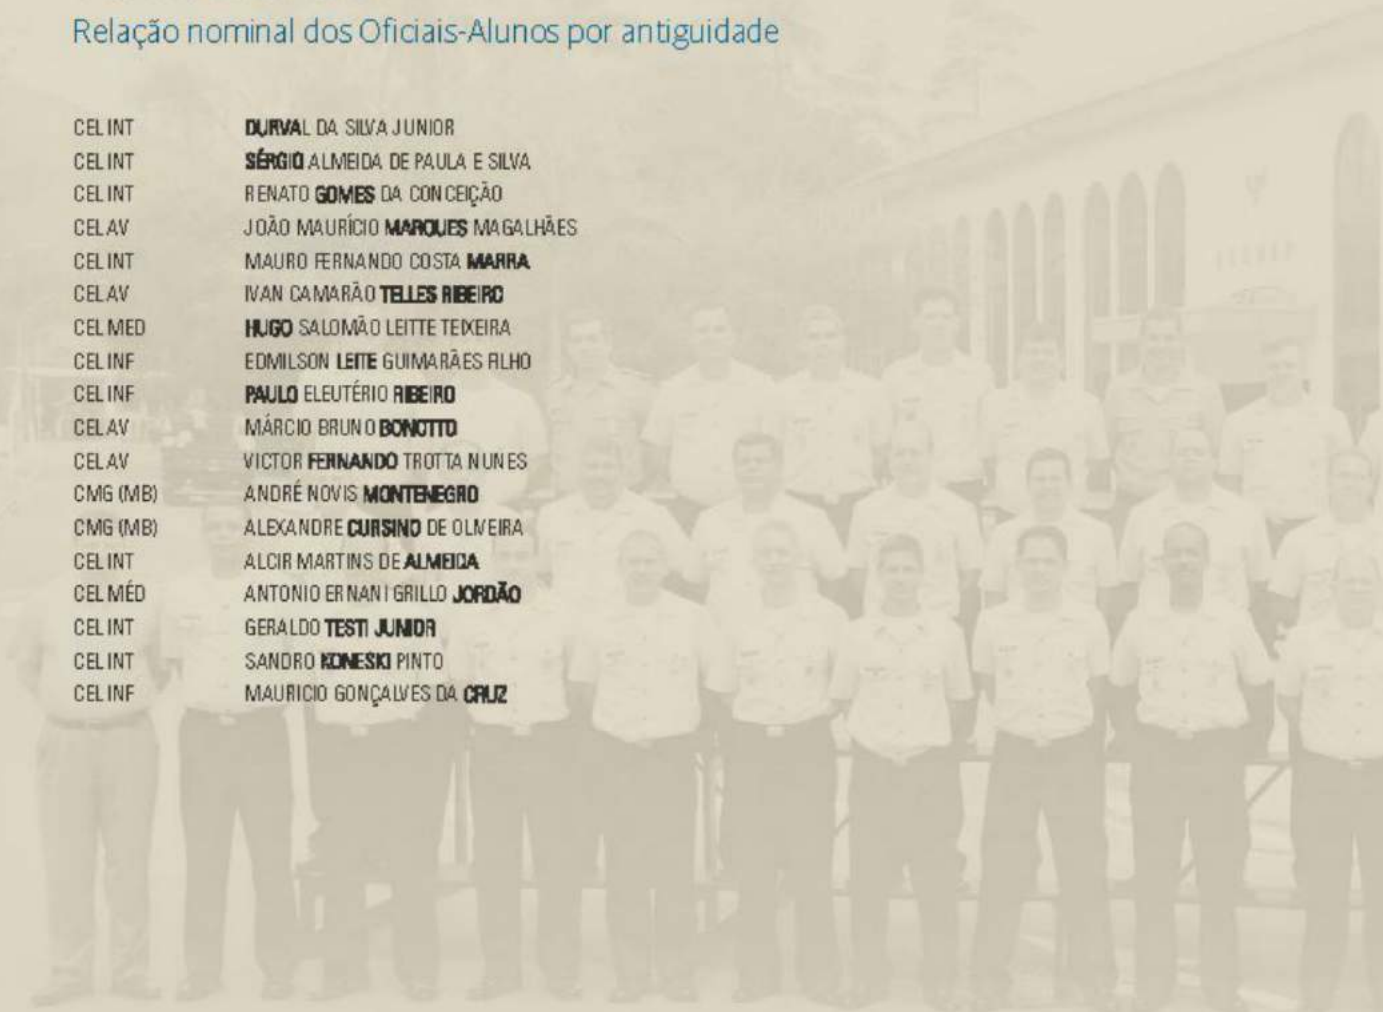 Relação nominal dos Oficiais-Alunos por antiguidade
CEL INT DURVAL DA SILVA JUNIOR
CEL INT SÉRGIO ALMEIDA DE PAULA E SILVA
CEL INT RENATO GOMES DA CONCEIÇÃO
CEL AV JOÃO MAURÍCIO MARQUES MAGALHÃES
CEL INT MAURO FERNANDO COSTA MARRA
CEL AV IVAN CAMARÃO TELLES RIBEIRO
CEL MED HUGO SALOMÃO LEITTE TEIXEIRA
CEL INF EDMILSON LEITE GUIMARÃES FILHO
CEL INF PAULO ELEUTÉRIO RIBEIRO
CEL AV MÁRCIO BRUNO BONOTTO
CEL AV VICTOR FERNANDO TROTTA NUNES
CMG (MB) ANDRÉ NOVIS MONTENEGRO
CMG (MB) ALEXANDRE CURSINO DE OLIVEIRA
CEL INT ALCIR MARTINS DE ALMEIDA
CEL MÉD ANTONIO ERNANI GRILLO JORDÃO
CEL INT GERALDO TESTI JUNIOR
CEL INT SANDRO KONESKI PINTO
CEL INF MAURICIO GONÇALVES DA CRUZ